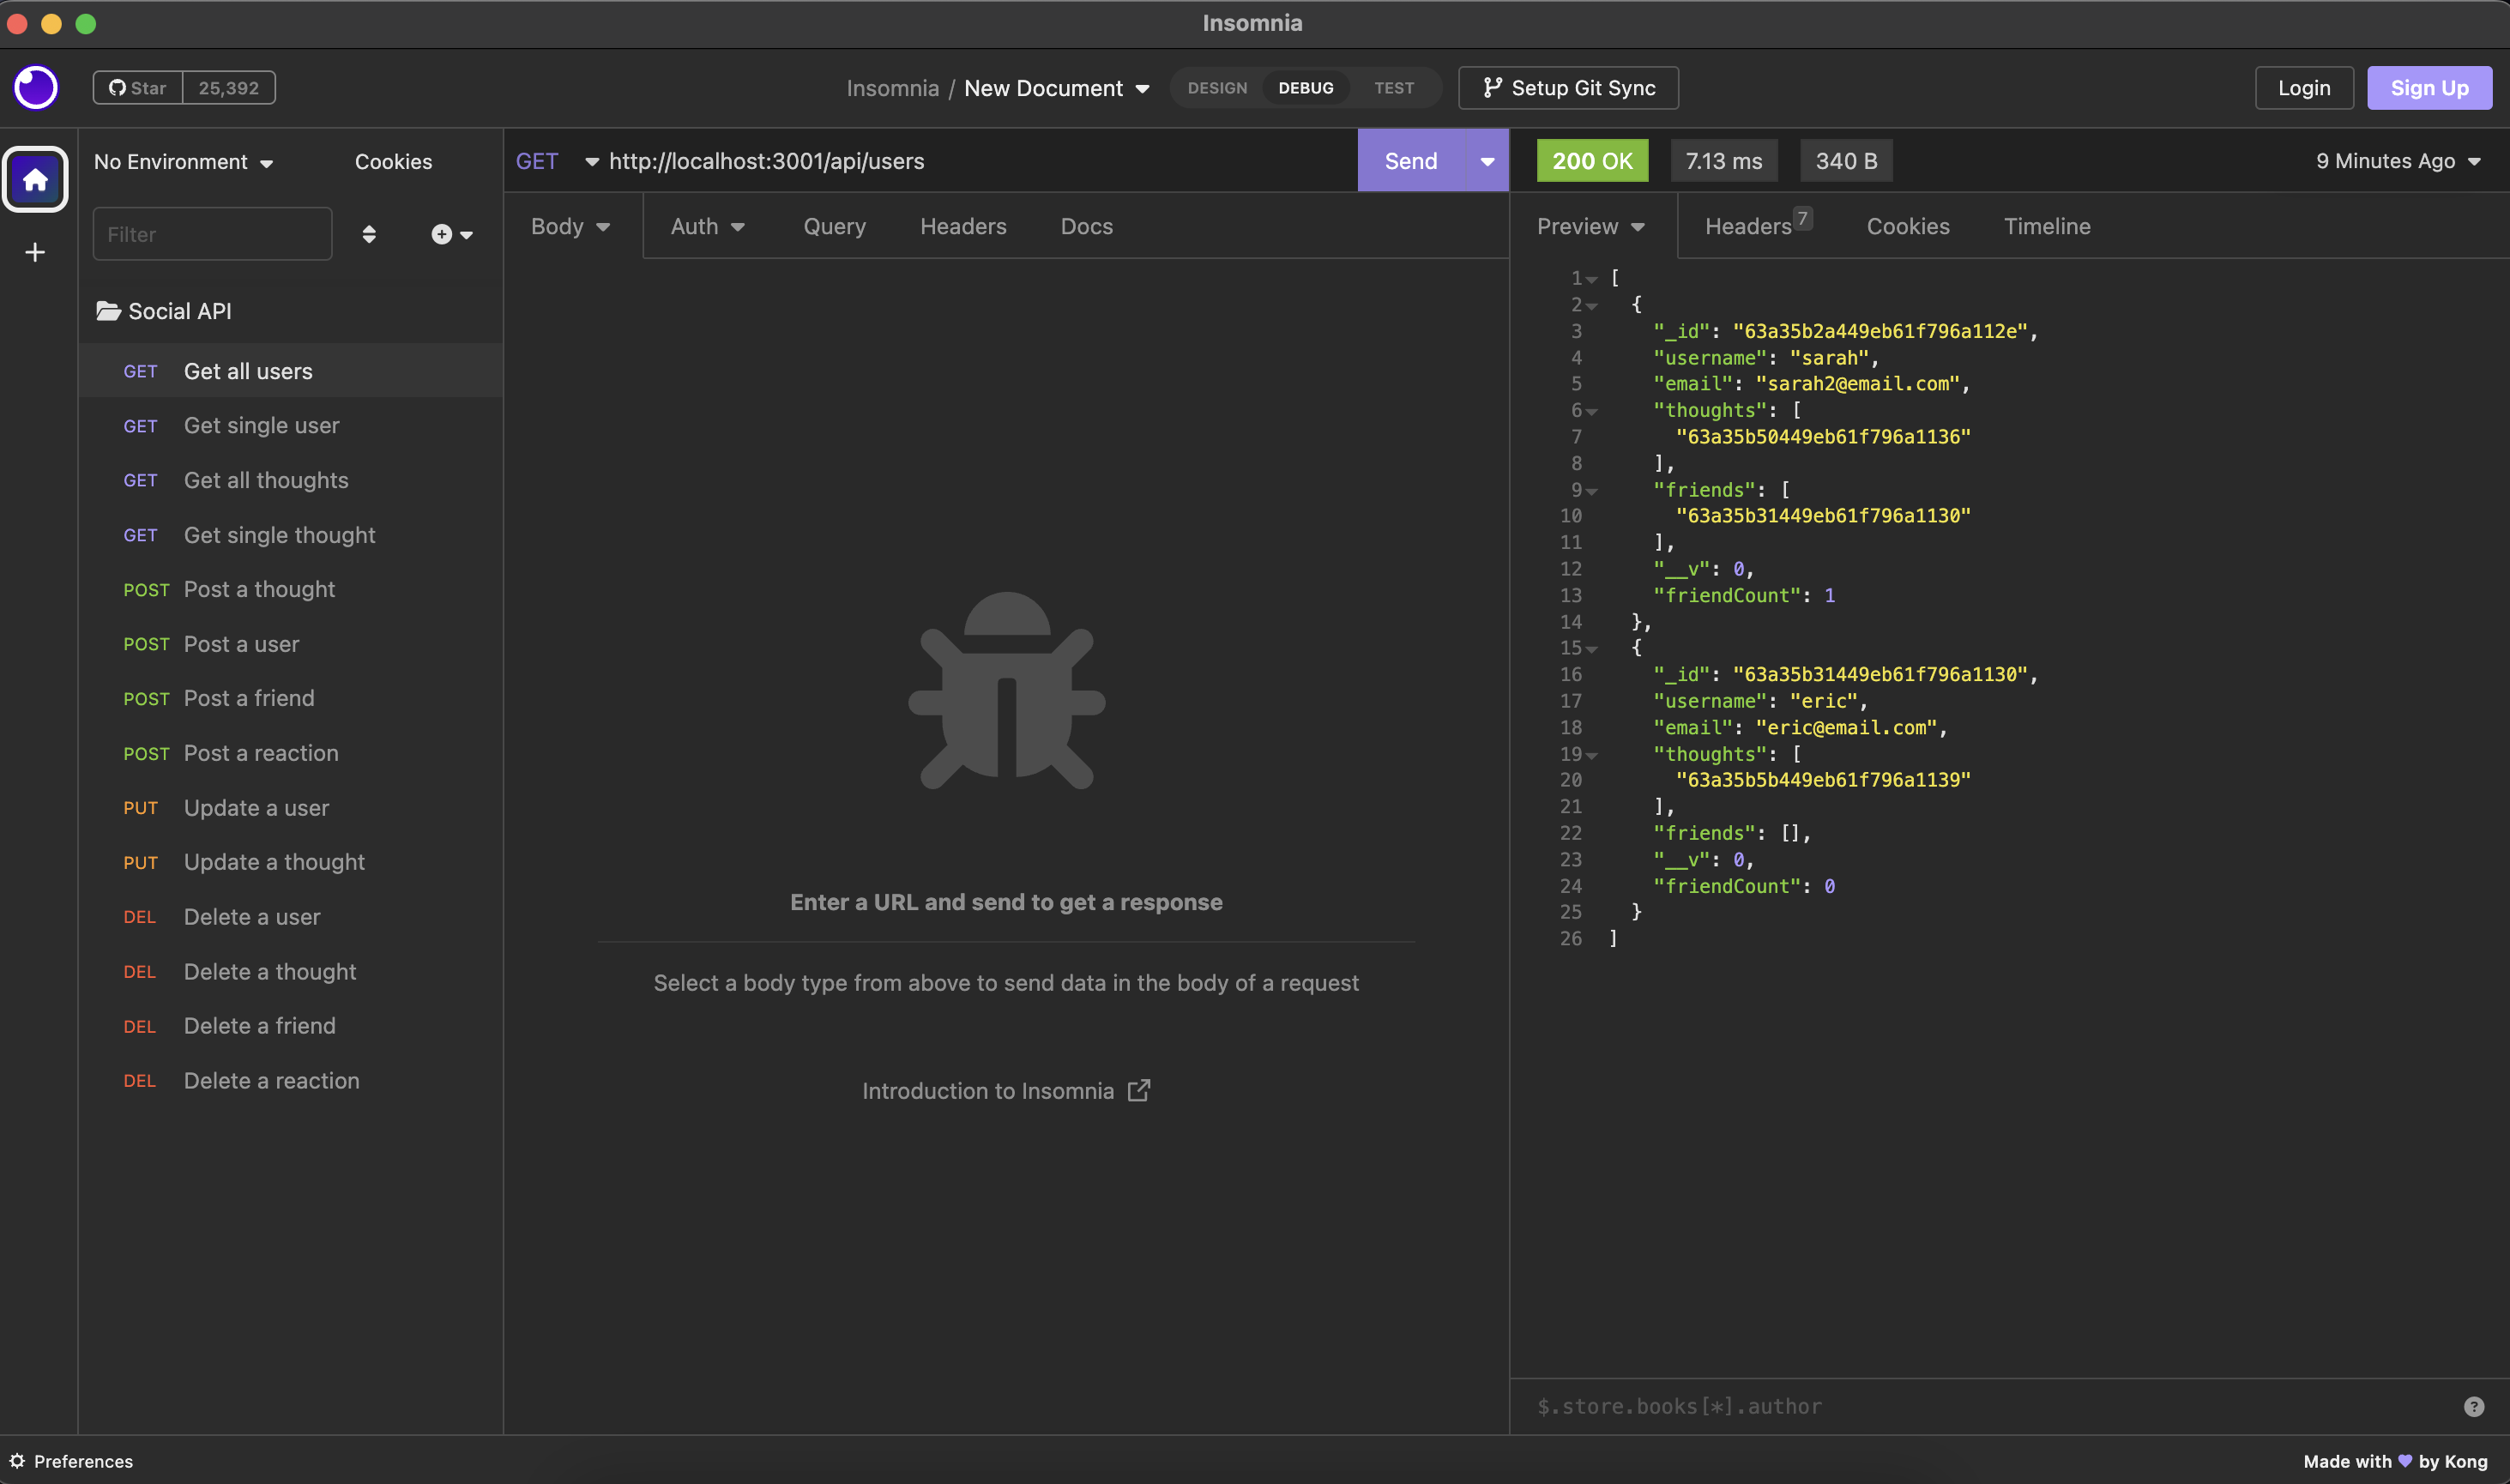 Insomnia
Star 25,392
Insomnia / New Document
DESIGN DEBUG TEST
Setup Git Sync
Login
Sign Up
No Environment
Cookies
Filter
Social API
GET Get all users
GET Get single user
GET Get all thoughts
GET Get single thought
POST Post a thought
POST Post a user
POST Post a friend
POST Post a reaction
PUT Update a user
PUT Update a thought
DEL Delete a user
DEL Delete a thought
DEL Delete a friend
DEL Delete a reaction
GET http://localhost:3001/api/users
Send
Body Auth Query Headers Docs
Enter a URL and send to get a response
Select a body type from above to send data in the body of a request
Introduction to Insomnia
200 OK 7.13 ms 340 B 9 Minutes Ago
Preview Headers 7 Cookies Timeline
1 [
2 {
3 "_id": "63a35b2a449eb61f796a112e",
4 "username": "sarah",
5 "email": "sarah2@email.com",
6 "thoughts": [
7 "63a35b50449eb61f796a1136"
8 ],
9 "friends": [
10 "63a35b31449eb61f796a1130"
11 ],
12 "__v": 0,
13 "friendCount": 1
14 },
15 {
16 "_id": "63a35b31449eb61f796a1130",
17 "username": "eric",
18 "email": "eric@email.com",
19 "thoughts": [
20 "63a35b5b449eb61f796a1139"
21 ],
22 "friends": [],
23 "__v": 0,
24 "friendCount": 0
25 }
26 ]
$.store.books[*].author
?
Preferences
Made with 💜 by Kong